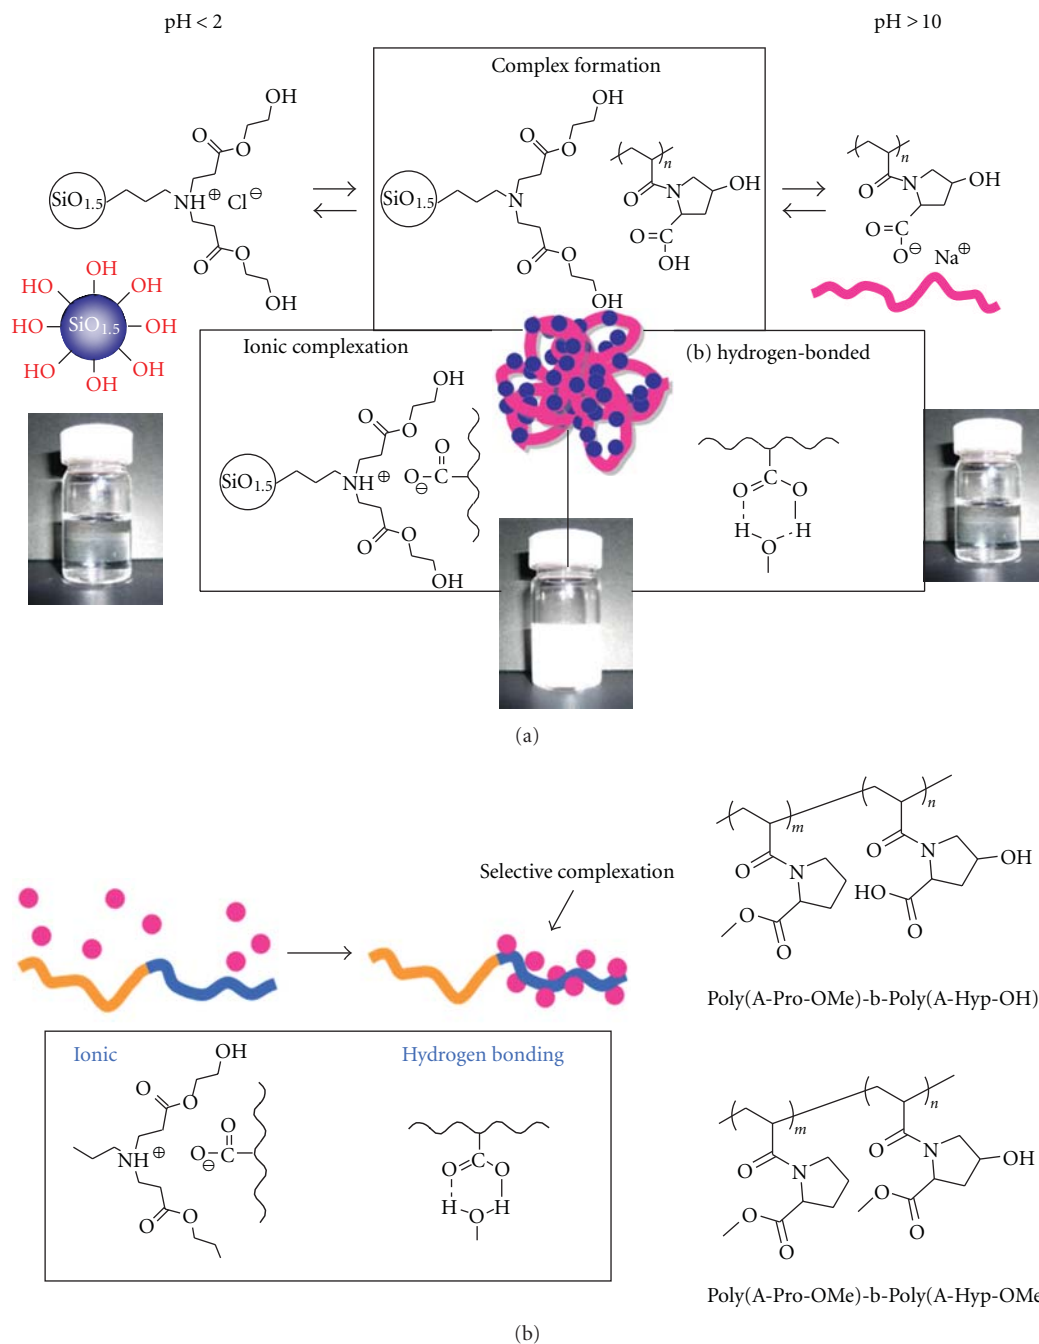 pH < 2
pH > 10
Complex formation
OH
O
O
SiO1.5
NH⊕ Cl⊖
O
O
OH
OH
O
O
SiO1.5
N
O
O
OH
n
O
N
OH
O=C
OH
n
O
N
OH
O=C
O⊖
Na⊕
OH
HO
OH
HO
SiO1.5
OH
HO
OH
OH
Ionic complexation
OH
O
O
SiO1.5
NH⊕
O
O
OH
O
C
O⊖
(b) hydrogen-bonded
O
O
H
H
O
(a)
Selective complexation
m
n
O
N
O
N
OH
HO
O
O
O
Poly(A-Pro-OMe)-b-Poly(A-Hyp-OH)
Ionic
OH
O
O
NH⊕
O
O
O
C
O⊖
Hydrogen bonding
O
O
H
H
O
m
n
O
N
O
N
OH
O
O
O
O
Poly(A-Pro-OMe)-b-Poly(A-Hyp-OMe
(b)